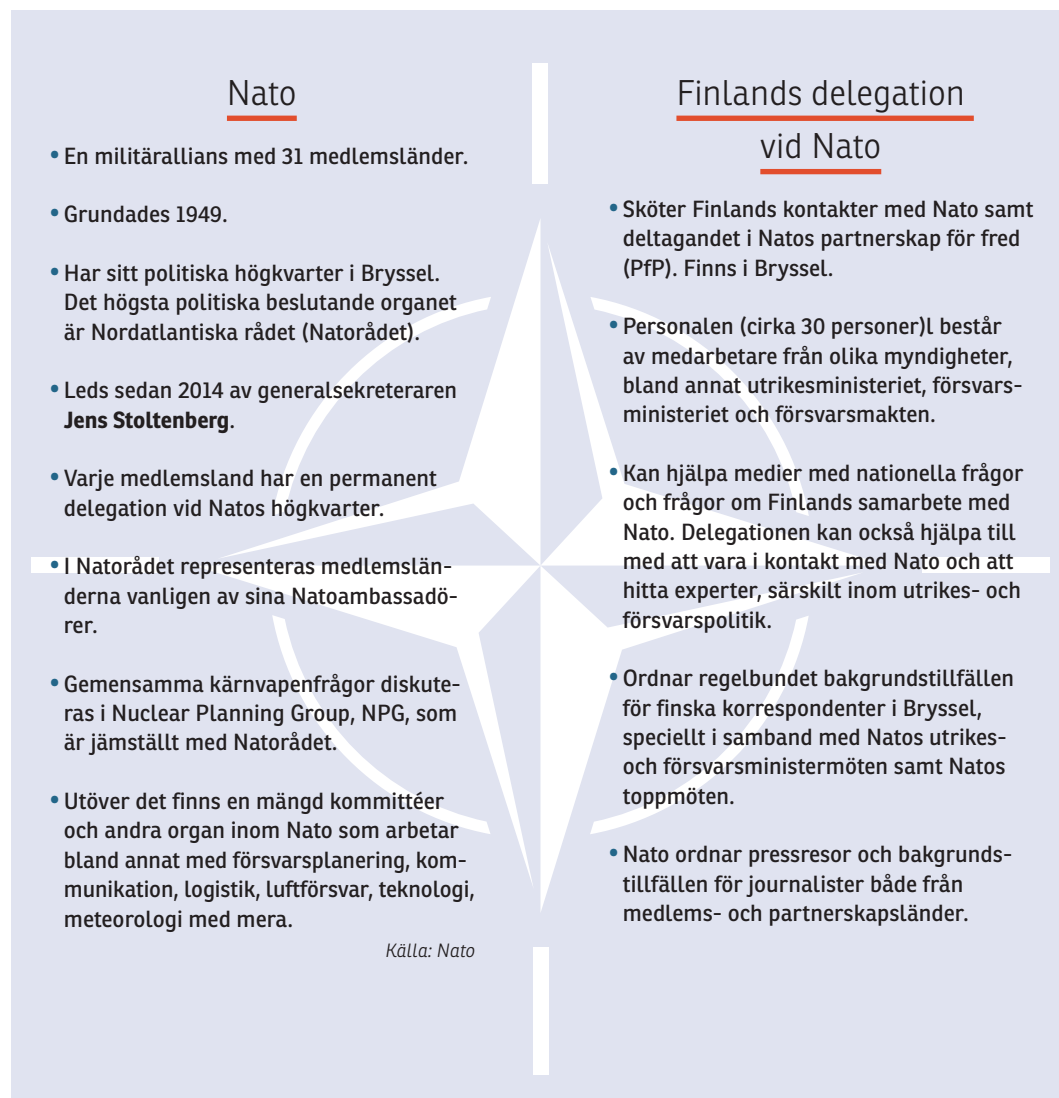 Nato
• En militärallians med 31 medlemsländer.
• Grundades 1949.
• Har sitt politiska högkvarter i Bryssel.
Det högsta politiska beslutande organet
är Nordatlantiska rådet (Natorådet).
• Leds sedan 2014 av generalsekreteraren
Jens Stoltenberg.
• Varje medlemsland har en permanent
delegation vid Natos högkvarter.
• I Natorådet representeras medlemslän-
derna vanligen av sina Natoambassadö-
rer.
• Gemensamma kärnvapenfrågor diskute-
ras i Nuclear Planning Group, NPG, som
är jämställt med Natorådet.
• Utöver det finns en mängd kommittéer
och andra organ inom Nato som arbetar
bland annat med försvarsplanering, kom-
munikation, logistik, luftförsvar, teknologi,
meteorologi med mera.
Källa: Nato
Finlands delegation
vid Nato
• Sköter Finlands kontakter med Nato samt
deltagandet i Natos partnerskap för fred
(PfP). Finns i Bryssel.
• Personalen (cirka 30 personer)l består
av medarbetare från olika myndigheter,
bland annat utrikesministeriet, försvars-
ministeriet och försvarsmakten.
• Kan hjälpa medier med nationella frågor
och frågor om Finlands samarbete med
Nato. Delegationen kan också hjälpa till
med att vara i kontakt med Nato och att
hitta experter, särskilt inom utrikes- och
försvarspolitik.
• Ordnar regelbundet bakgrundstillfällen
för finska korrespondenter i Bryssel,
speciellt i samband med Natos utrikes-
och försvarsministermöten samt Natos
toppmöten.
• Nato ordnar pressresor och bakgrunds-
tillfällen för journalister både från
medlems- och partnerskapsländer.